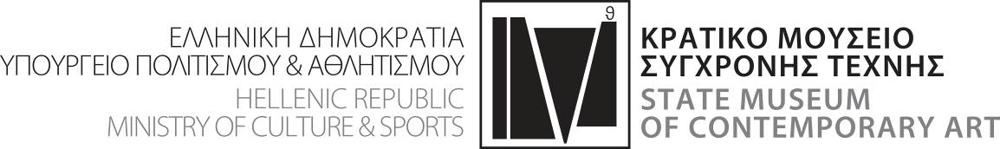 ΕΛΛΗΝΙΚΗ ΔΗΜΟΚΡΑΤΙΑ
ΥΠΟΥΡΓΕΙΟ ΠΟΛΙΤΙΣΜΟΥ & ΑΘΛΗΤΙΣΜΟΥ
HELLENIC REPUBLIC
MINISTRY OF CULTURE & SPORTS
ϑ
ΚΡΑΤΙΚΟ ΜΟΥΣΕΙΟ
ΣΥΓΧΡΟΝΗΣ ΤΕΧΝΗΣ
STATE MUSEUM
OF CONTEMPORARY ART